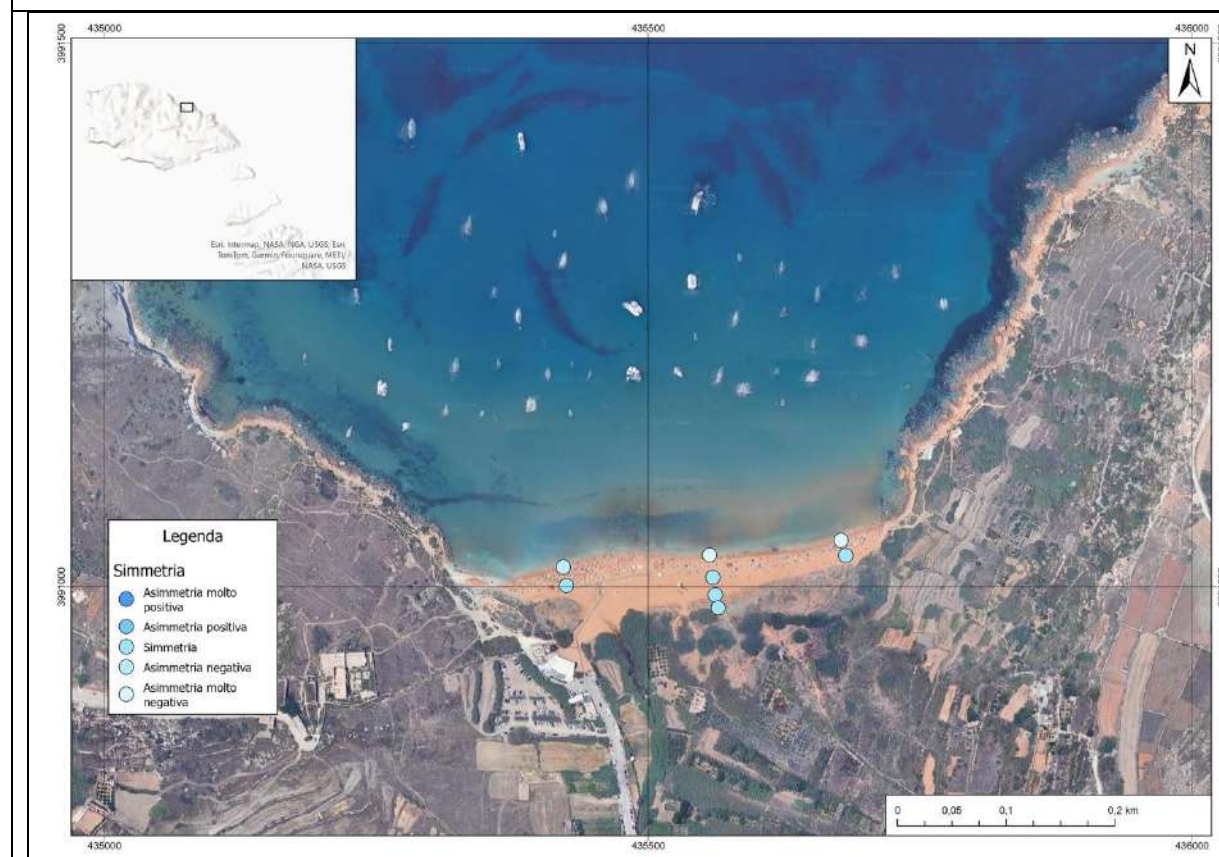 435000
435500
436000
3991500
N
Esri, Intermap, NASA, NGA, USGS; Esri,
TomTom, Garmin, Foursquare, METI/
NASA, USGS
Legenda
Simmetria
Asimmetria molto
positiva
Asimmetria positiva
Simmetria
Asimmetria negativa
Asimmetria molto
negativa
3991000
0
0,05
0,1
0,2 km
435000
435500
436000